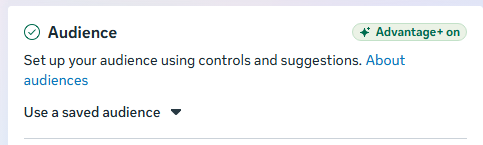 Audience
Advantage+ on
Set up your audience using controls and suggestions. About
audiences
Use a saved audience